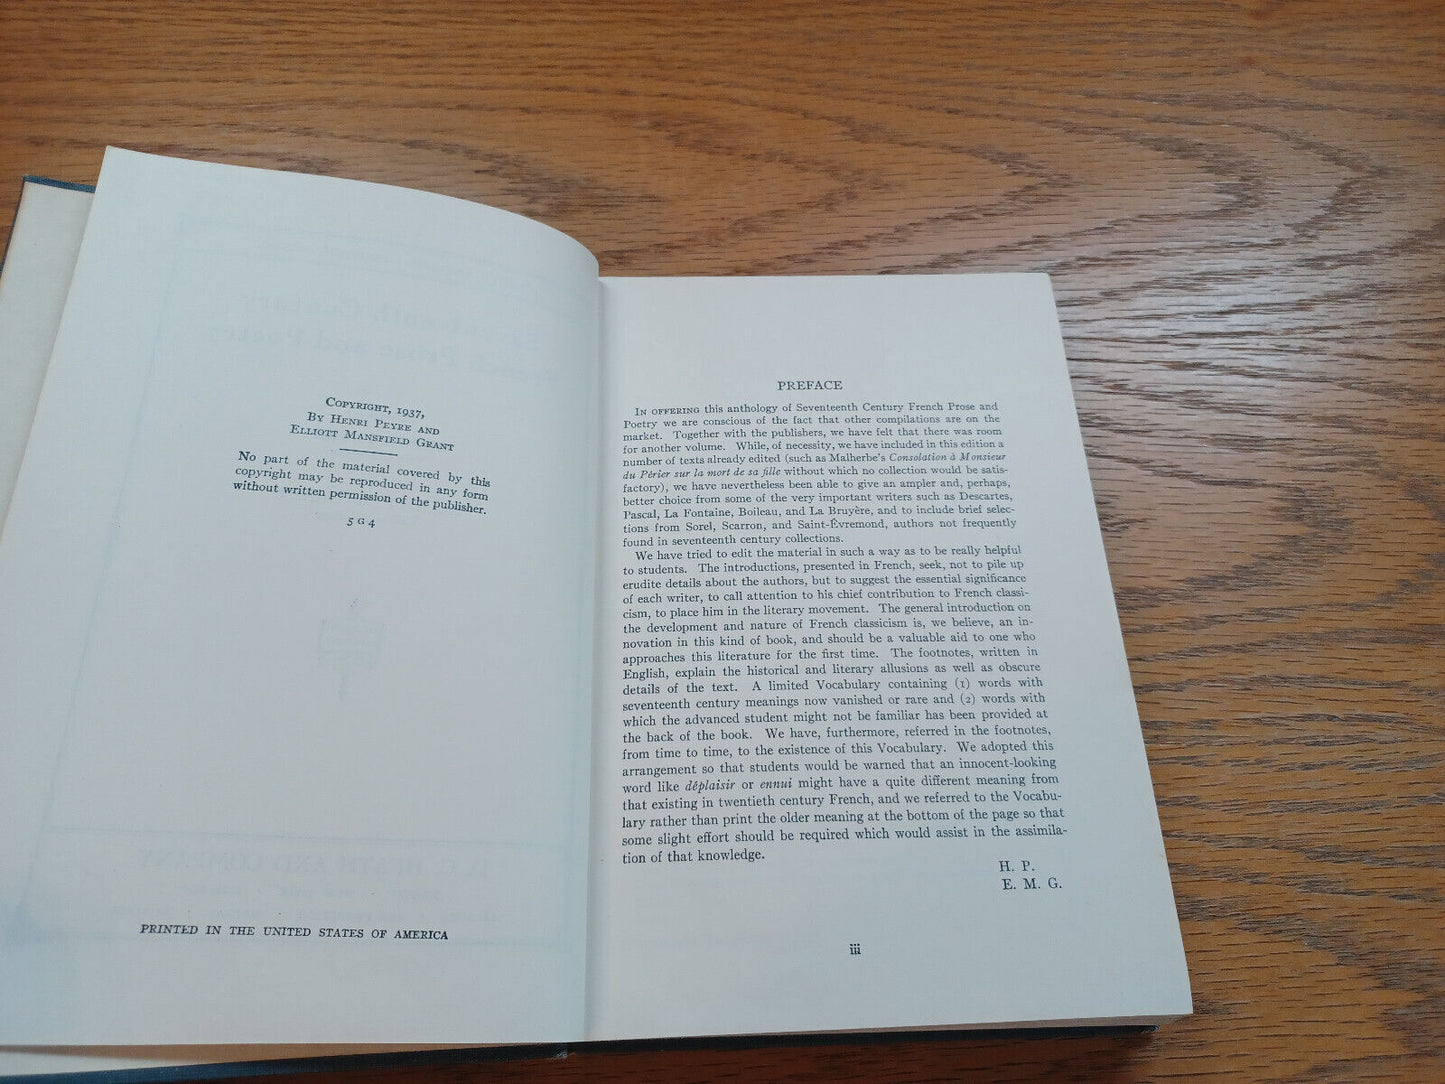 COPYRIGHT, 1937,
BY HENRI PEYRE AND
ELLIOTT MANSFIELD GRANT
No part of the material covered by this
copyright may be reproduced in any form
without written permission of the publisher.
5 G 4
PRINTED IN THE UNITED STATES OF AMERICA
PREFACE
IN OFFERING this anthology of Seventeenth Century French Prose and
Poetry we are conscious of the fact that other compilations are on the
market. Together with the publishers, we have felt that there was room
for another volume. While, of necessity, we have included in this edition a
number of texts already edited (such as Malherbe's Consolation à Monsieur
du Périer sur la mort de sa fille without which no collection would be satis-
factory), we have nevertheless been able to give an ampler and, perhaps,
better choice from some of the very important writers such as Descartes,
Pascal, La Fontaine, Boileau, and La Bruyère, and to include brief selec-
tions from Sorel, Scarron, and Saint-Évremond, authors not frequently
found in seventeenth century collections.
We have tried to edit the material in such a way as to be really helpful
to students. The introductions, presented in French, seek, not to pile up
erudite details about the authors, but to suggest the essential significance
of each writer, to call attention to his chief contribution to French classi-
cism, to place him in the literary movement. The general introduction on
the development and nature of French classicism is, we believe, an in-
novation in this kind of book, and should be a valuable aid to one who
approaches this literature for the first time. The footnotes, written in
English, explain the historical and literary allusions as well as obscure
details of the text. A limited Vocabulary containing (1) words with
seventeenth century meanings now vanished or rare and (2) words with
which the advanced student might not be familiar has been provided at
the back of the book. We have, furthermore, referred in the footnotes,
from time to time, to the existence of this Vocabulary. We adopted this
arrangement so that students would be warned that an innocent-looking
word like déplaisir or ennui might have a quite different meaning from
that existing in twentieth century French, and we referred to the Vocabu-
lary rather than print the older meaning at the bottom of the page so that
some slight effort should be required which would assist in the assimila-
tion of that knowledge.
H. P.
E. M. G.
iii